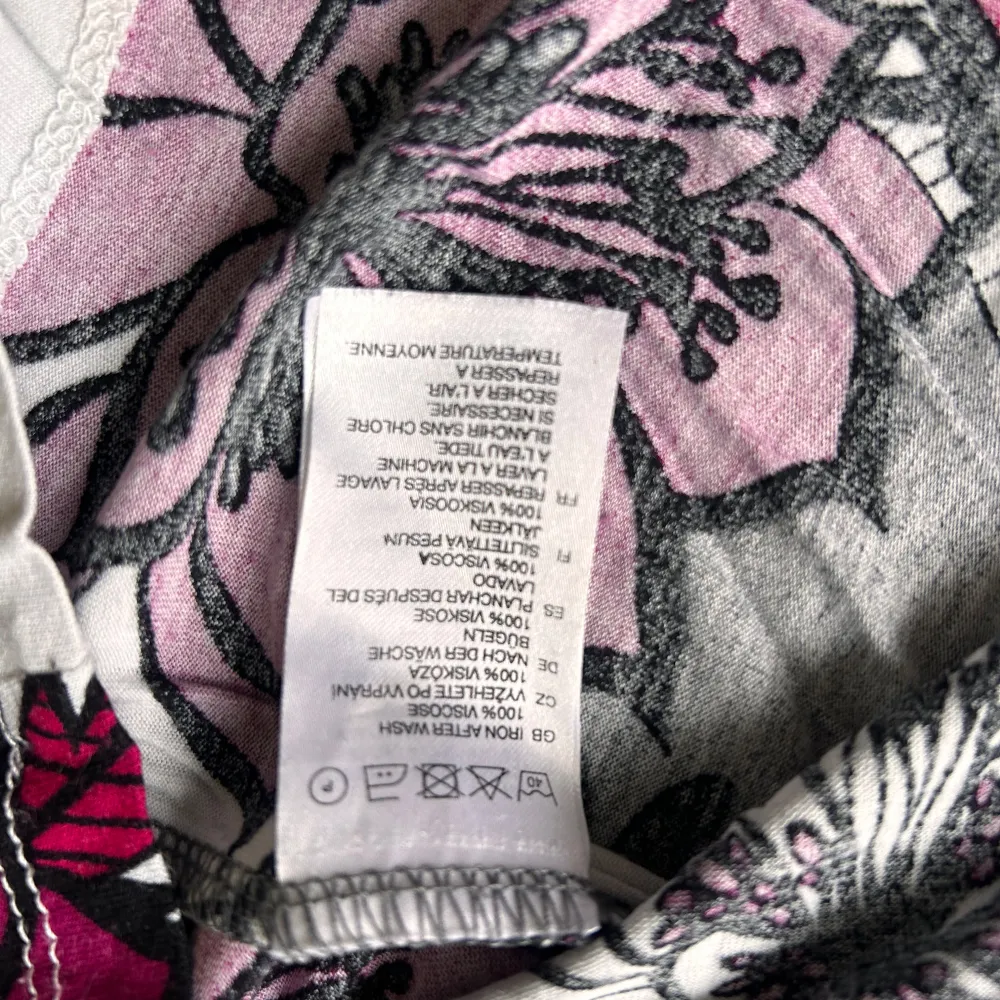 40 P
GB IRON AFTER WASH
100% VISCOSE
CZ VYŽEHLETE PO VYPRÁNÍ
100% VISKÓZA
DE NACH DER WÄSCHE
BÜGELN
100% VISKOSE
ES PLANCHAR DESPUÉS DEL
LAVADO
100% VISCOSA
FI SILITETTÄVÄ PESUN
JÄLKEEN
100% VISKOOSIA
FR REPASSER APRÉS LAVAGE
LAVER A LA MACHINE
A L'EAU TIEDE.
BLANCHIR SANS CHLORE
SI NECESSAIRE.
SECHER A L'AIR.
REPASSER A
TEMPERATURE MOYENNE.